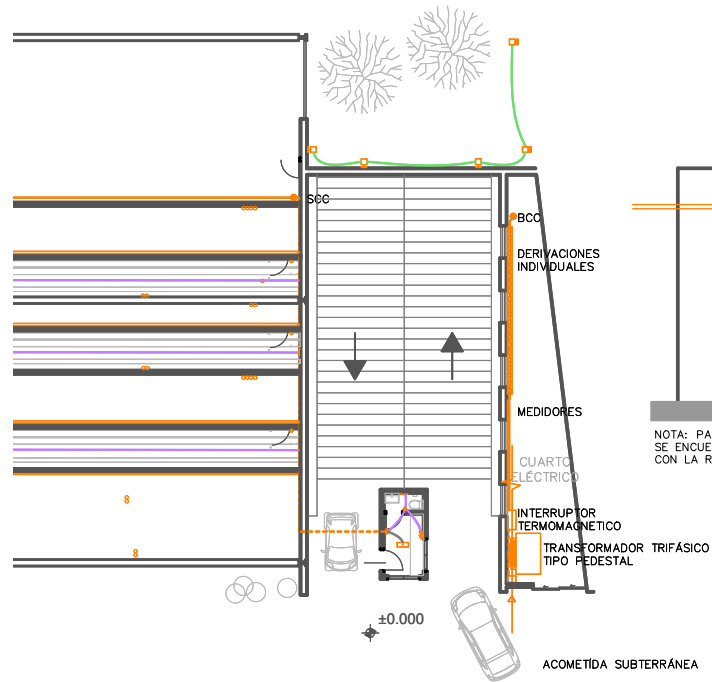 SCC
BCC
DERIVACIONES
INDIVIDUALES
MEDIDORES
NOTA: PA
SE ENCUE
CON LA R
CUARTO
ELÉCTRICO
INTERRUPTOR
TERMOMAGNETICO
TRANSFORMADOR TRIFÁSICO
TIPO PEDESTAL
±0.000
ACOMETIDA SUBTERRÁNEA